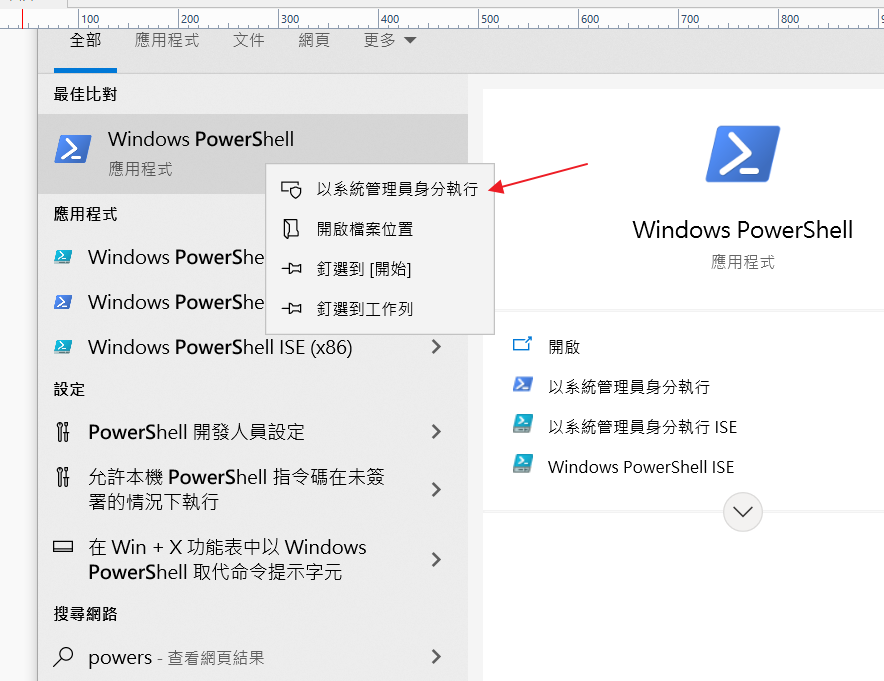 100 200 300 400 500 600 700 800
全部 應用程式 文件 網頁 更多
最佳比對
Windows PowerShell
應用程式
以系統管理員身分執行
開啟檔案位置
釘選到 [開始]
釘選到工作列
應用程式
Windows PowerShe
Windows PowerShe
Windows PowerShell ISE (x86)
設定
PowerShell 開發人員設定
允許本機 PowerShell 指令碼在未簽
署的情況下執行
在 Win + X 功能表中以 Windows
PowerShell 取代命令提示字元
搜尋網路
powers - 查看網頁結果
Windows PowerShell
應用程式
開啟
以系統管理員身分執行
以系統管理員身分執行 ISE
Windows PowerShell ISE